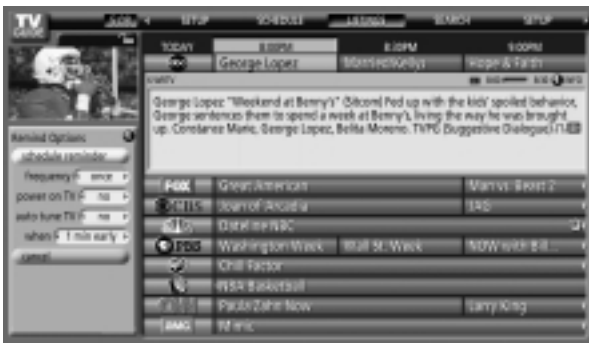 TV
GUIDE
SETUP SCHEDULE LISTINGS SEARCH SETUP
TODAY 8:00PM 8:30PM 9:00PM
abc George Lopez Married Kellys Hope & Faith
George Lopez "Weekend at Benny's" (Sitcom) Fed up with the kids' spoiled behavior,
George sentences them to spend a week at Benny's, living the way he was brought
up. Constance Marie, George Lopez, Belita Moreno. TVPG (Suggestive Dialogue)
Remind Options
schedule reminder
frequency once
power on TV no
auto tune TV no
when 1 min early
cancel
FOX Great American Man vs. Beast 2
CBS Joan of Arcadia JAG
Dateline NBC
PBS Washington Week Wall St. Week NOW with Bill...
Chill Factor
NBA Basketball
Paula Zahn Now Larry King
AMC Mimic